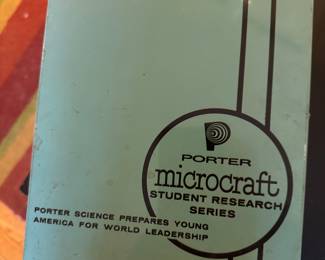 P
PORTER
microcraft
STUDENT RESEARCH
SERIES
PORTER SCIENCE PREPARES YOUNG
AMERICA FOR WORLD LEADERSHIP